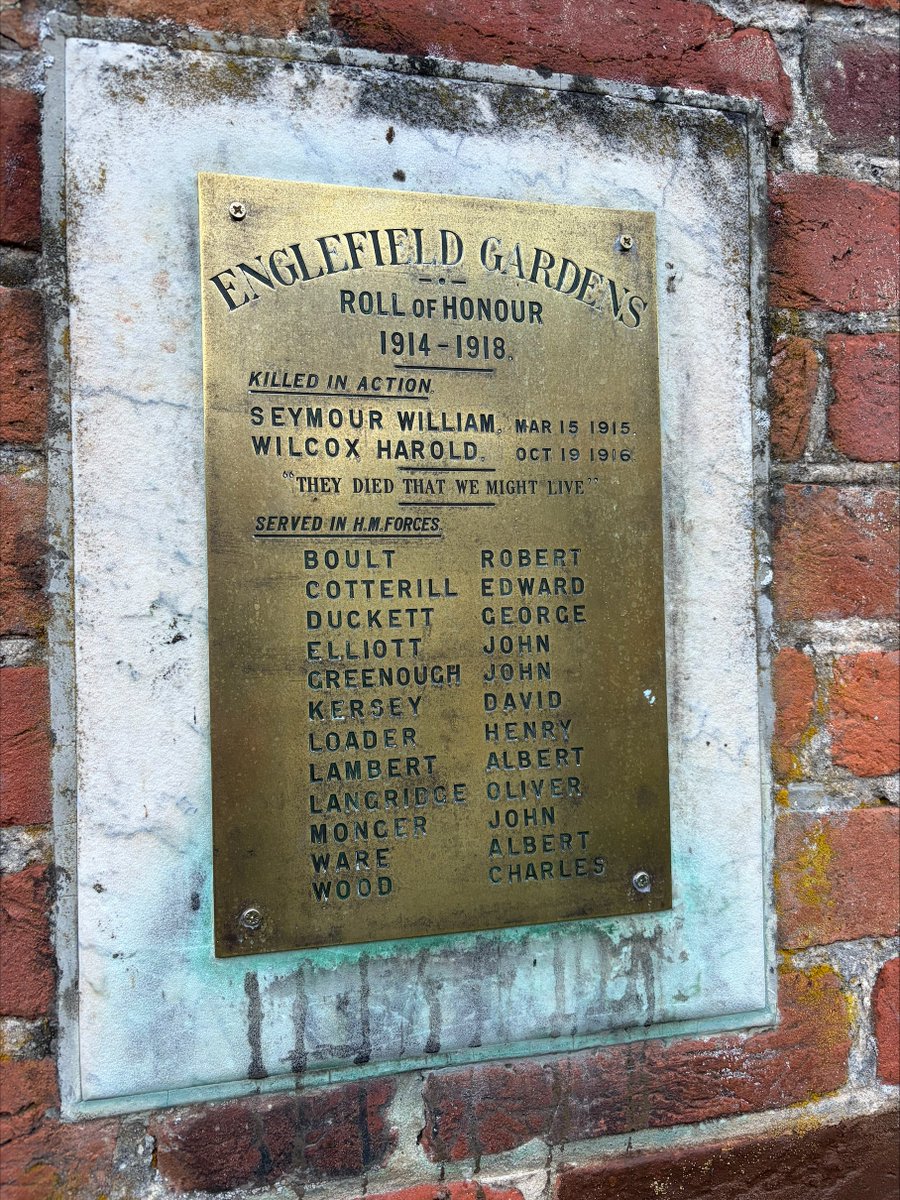 ENGLEFIELD GARDENS
ROLL OF HONOUR
1914-1918.
KILLED IN ACTION.
SEYMOUR WILLIAM. MAR 15 1915.
WILCOX HAROLD. OCT 19 1916
"THEY DIED THAT WE MIGHT LIVE"
SERVED IN H.M. FORCES.
BOULT ROBERT
COTTERILL EDWARD
DUCKETT GEORGE
ELLIOTT JOHN
GREENOUGH JOHN
KERSEY DAVID
LOADER HENRY
LAMBERT ALBERT
LANGRIDGE OLIVER
MONGER JOHN
WARE ALBERT
WOOD CHARLES